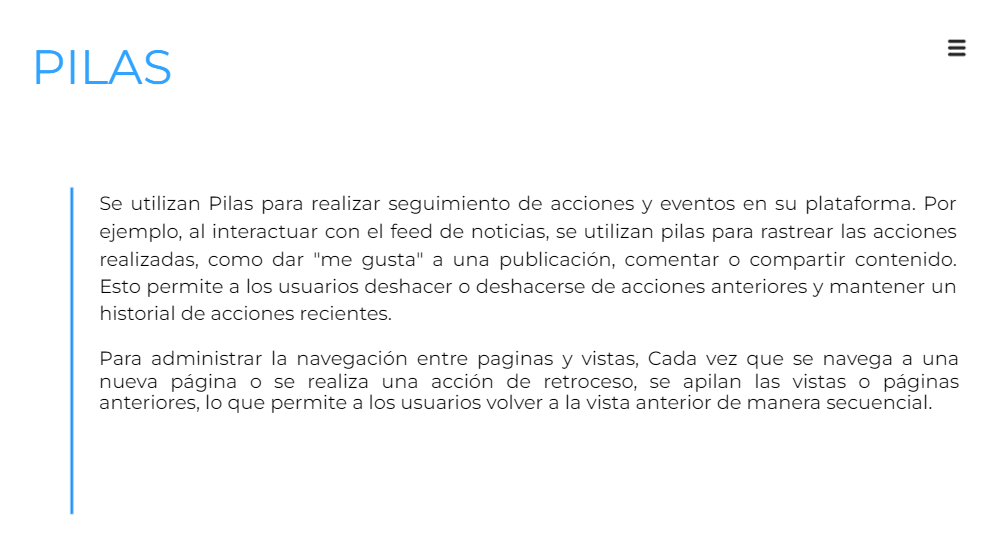 PILAS
Se utilizan Pilas para realizar seguimiento de acciones y eventos en su plataforma. Por
ejemplo, al interactuar con el feed de noticias, se utilizan pilas para rastrear las acciones
realizadas, como dar "me gusta" a una publicación, comentar o compartir contenido.
Esto permite a los usuarios deshacer o deshacerse de acciones anteriores y mantener un
historial de acciones recientes.
Para administrar la navegación entre paginas y vistas, Cada vez que se navega a una
nueva página o se realiza una acción de retroceso, se apilan las vistas o páginas
anteriores, lo que permite a los usuarios volver a la vista anterior de manera secuencial.